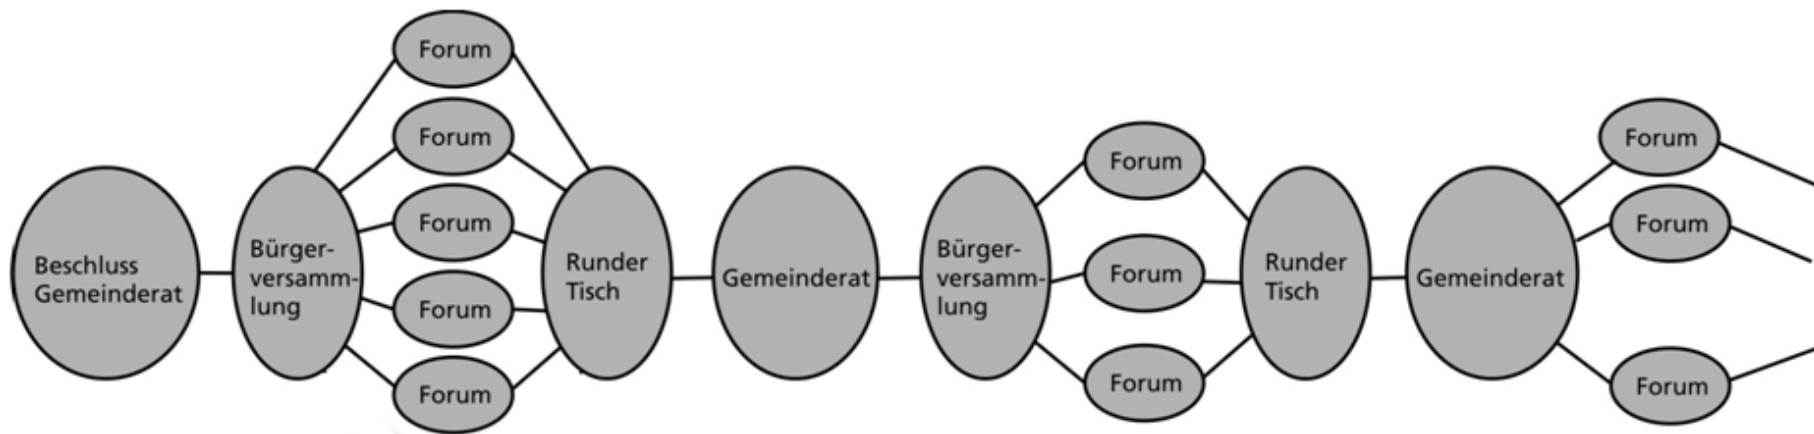 Beschluss
Gemeinderat
Bürger-
versamm-
lung
Forum
Forum
Forum
Forum
Forum
Runder
Tisch
Gemeinderat
Bürger-
versamm-
lung
Forum
Forum
Forum
Runder
Tisch
Gemeinderat
Forum
Forum
Forum